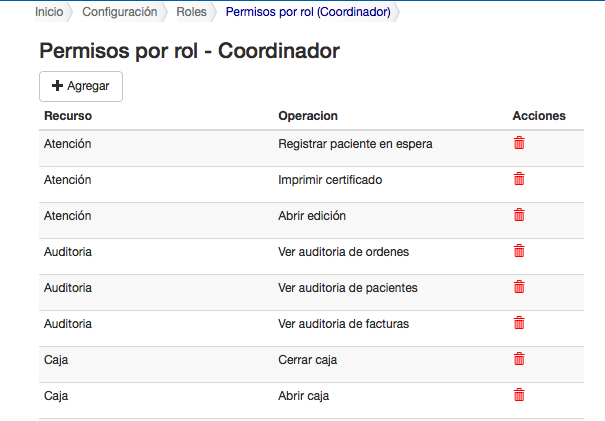 Inicio Configuración Roles Permisos por rol (Coordinador)
Permisos por rol - Coordinador
Agregar
Recurso Operacion Acciones
Atención Registrar paciente en espera
Atención Imprimir certificado
Atención Abrir edición
Auditoria Ver auditoria de ordenes
Auditoria Ver auditoria de pacientes
Auditoria Ver auditoria de facturas
Caja Cerrar caja
Caja Abrir caja